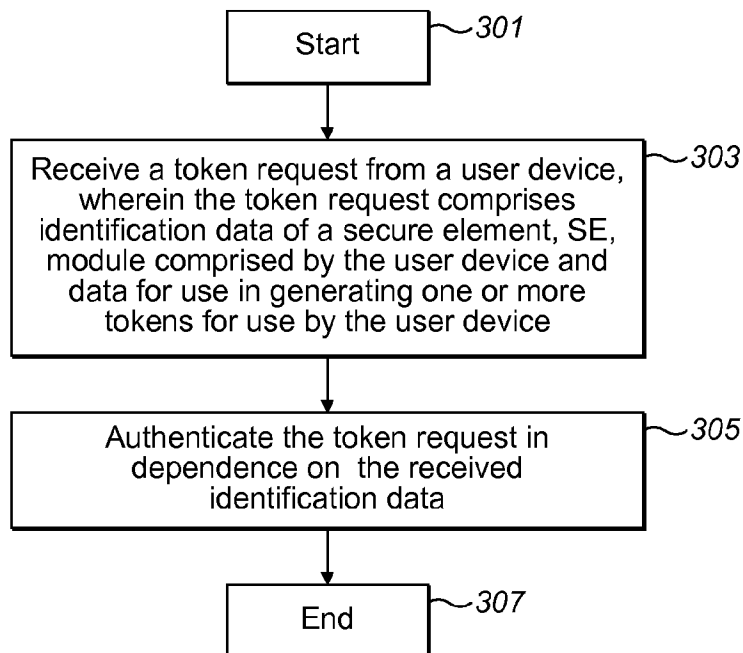 Start
301
Receive a token request from a user device,
wherein the token request comprises
identification data of a secure element, SE,
module comprised by the user device and
data for use in generating one or more
tokens for use by the user device
303
Authenticate the token request in
dependence on the received
identification data
305
End
307